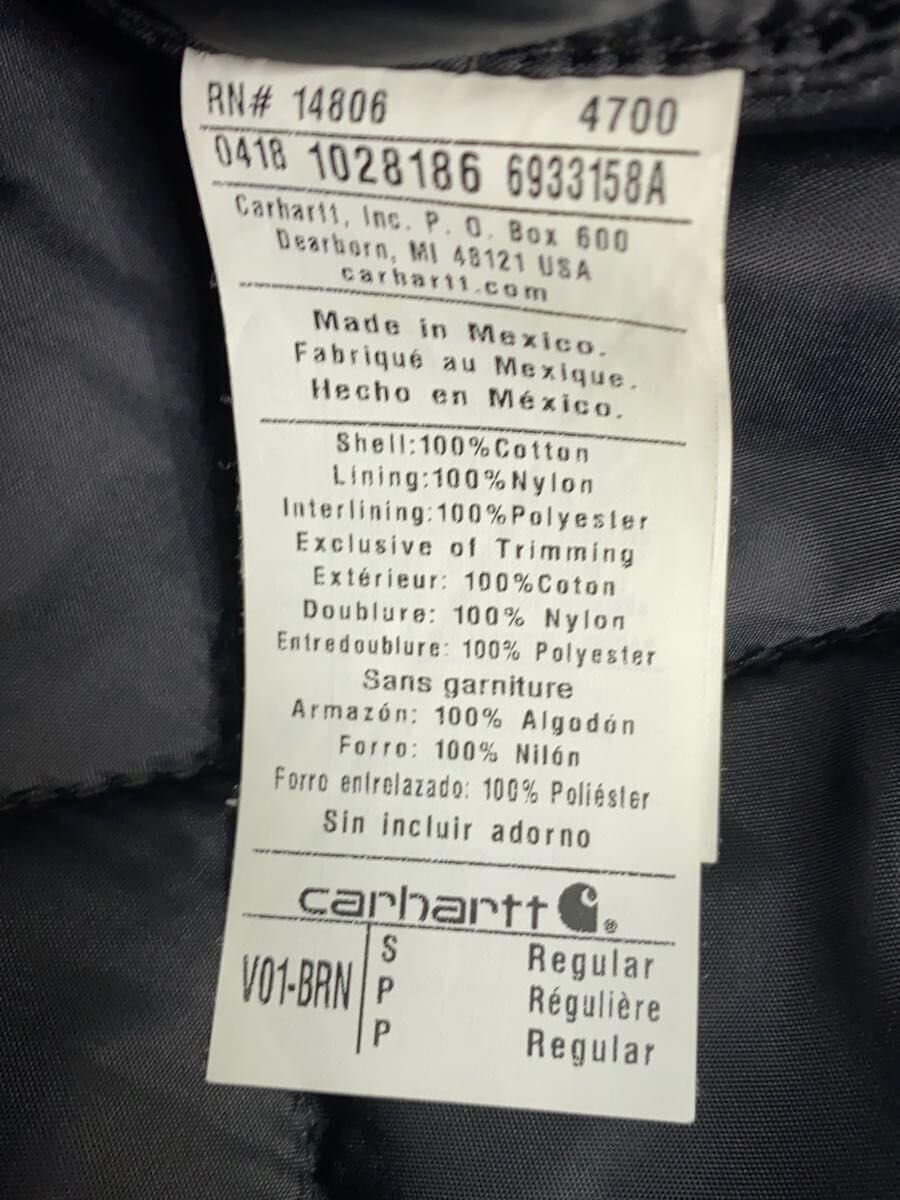 RN# 14806 4700
0418 1028186 6933158A
Carhartt, Inc. P. O. Box 600
Dearborn, MI 48121 USA
carhartt.com
Made in Mexico.
Fabriqué au Mexique.
Hecho en México.
Shell:100%Cotton
Lining:100%Nylon
Interlining:100%Polyester
Exclusive of Trimming
Extérieur: 100%Coton
Doublure: 100% Nylon
Entredoublure: 100% Polyester
Sans garniture
Armazón: 100% Algodón
Forro: 100% Nilón
Forro entrelazado: 100% Poliéster
Sin incluir adorno
carhartt ®
V01-BRN
S Regular
P Régulière
P Regular